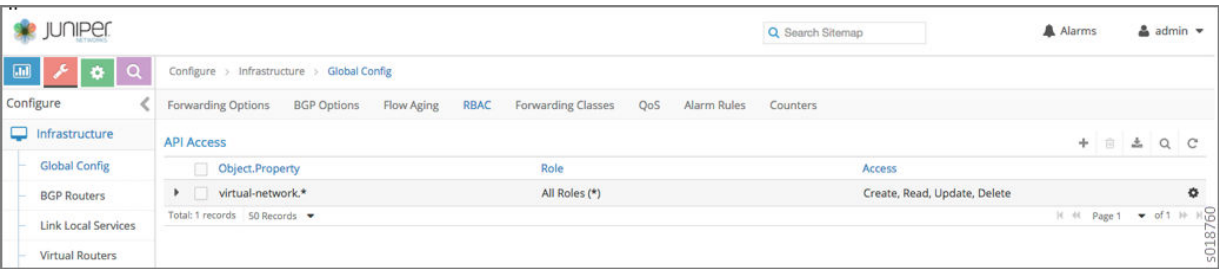 JUNIPER
NETWORKS
Search Sitemap
Alarms
admin
Configure > Infrastructure > Global Config
Configure
Forwarding Options BGP Options Flow Aging RBAC Forwarding Classes QoS Alarm Rules Counters
Infrastructure
Global Config
BGP Routers
Link Local Services
Virtual Routers
API Access
Object.Property Role Access
virtual-network.* All Roles (*) Create, Read, Update, Delete
Total: 1 records 50 Records Page 1 of 1
s018760